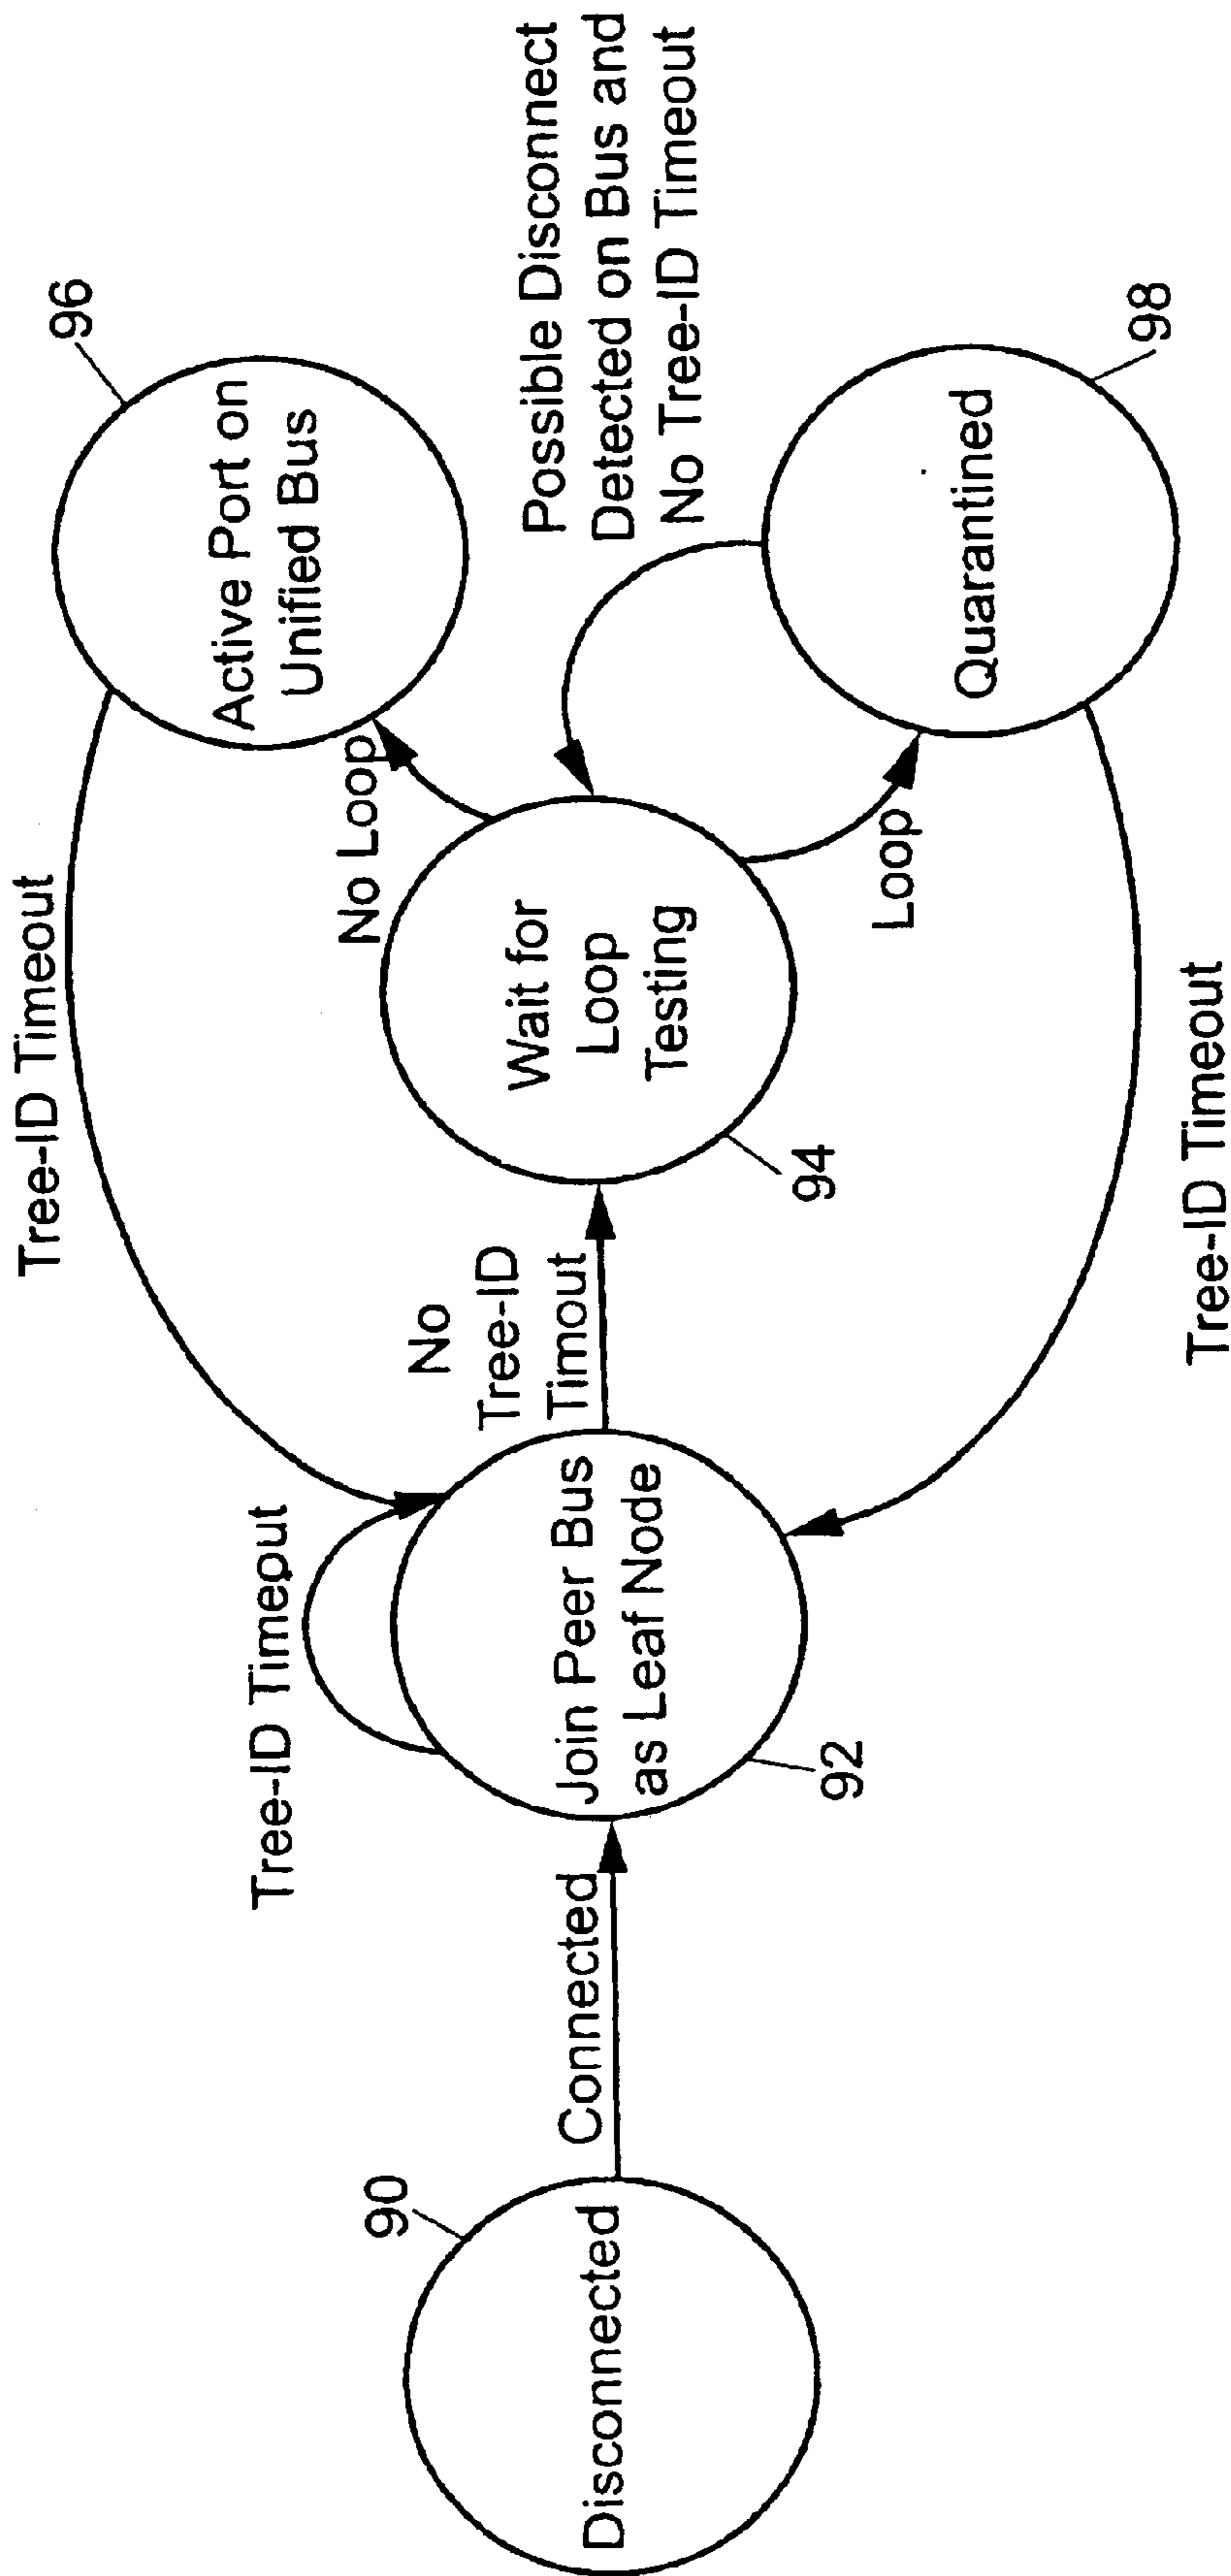 Disconnected
90
Connected
Tree-ID Timeout
Join Peer Bus
as Leaf Node
92
No
Tree-ID
Timout
Tree-ID Timeout
Wait for
Loop
Testing
94
No Loop
Loop
Active Port on
Unified Bus
96
Possible Disconnect
Detected on Bus and
No Tree-ID Timeout
Quarantined
98
Tree-ID Timeout